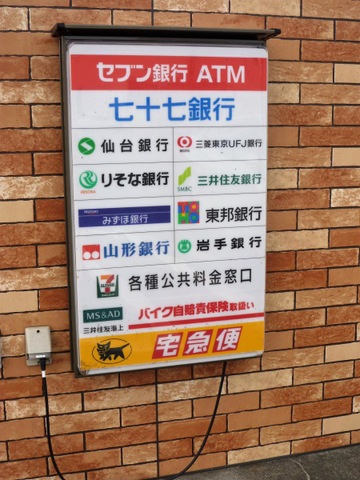 セブン銀行 ATM
七十七銀行
仙台銀行 三菱東京UFJ銀行
りそな銀行 三井住友銀行
みずほ銀行 東邦銀行
山形銀行 岩手銀行
各種公共料金窓口
MS&AD
三井住友海上
バイク自賠責保険取扱い
宅急便